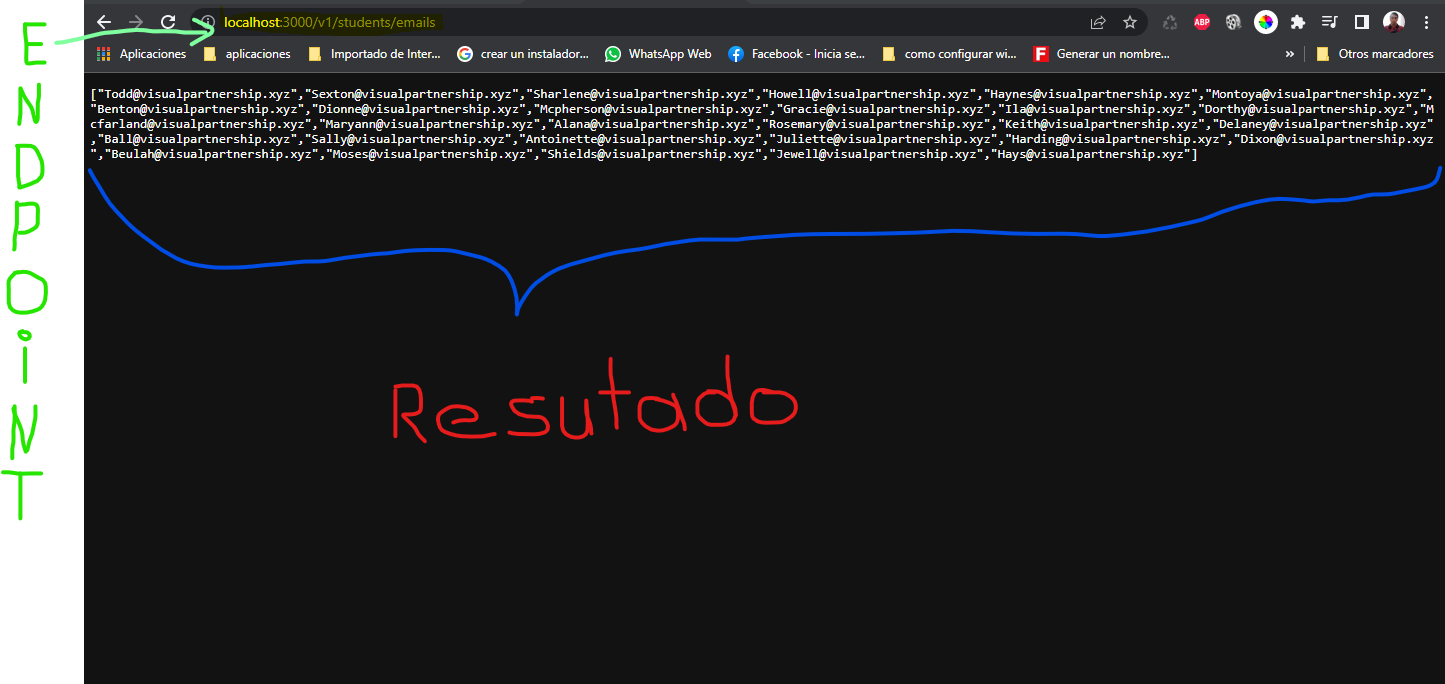 ENDPOiNT
localhost:3000/v1/students/emails
ABP
Aplicaciones aplicaciones Importado de Inter... crear un instalador... WhatsApp Web Facebook - Inicia se... como configurar wi... Generar un nombre... » Otros marcadores
["Todd@visualpartnership.xyz","Sexton@visualpartnership.xyz","Sharlene@visualpartnership.xyz","Howell@visualpartnership.xyz","Haynes@visualpartnership.xyz","Montoya@visualpartnership.xyz",
"Benton@visualpartnership.xyz","Dionne@visualpartnership.xyz","Mcpherson@visualpartnership.xyz","Gracie@visualpartnership.xyz","Ila@visualpartnership.xyz","Dorthy@visualpartnership.xyz","M
cfarland@visualpartnership.xyz","Maryann@visualpartnership.xyz","Alana@visualpartnership.xyz","Rosemary@visualpartnership.xyz","Keith@visualpartnership.xyz","Delaney@visualpartnership.xyz"
,"Ball@visualpartnership.xyz","Sally@visualpartnership.xyz","Antoinette@visualpartnership.xyz","Juliette@visualpartnership.xyz","Harding@visualpartnership.xyz","Dixon@visualpartnership.xyz
","Beulah@visualpartnership.xyz","Moses@visualpartnership.xyz","Shields@visualpartnership.xyz","Jewell@visualpartnership.xyz","Hays@visualpartnership.xyz"]
Resutado